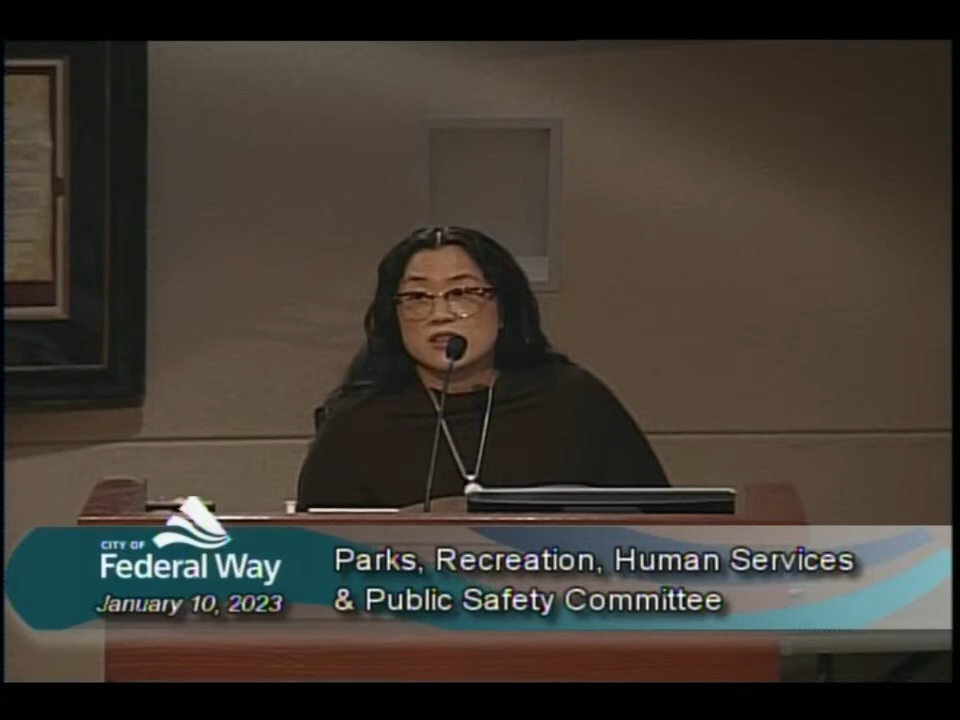 CITY OF
Federal Way
January 10, 2023
Parks, Recreation, Human Services
& Public Safety Committee